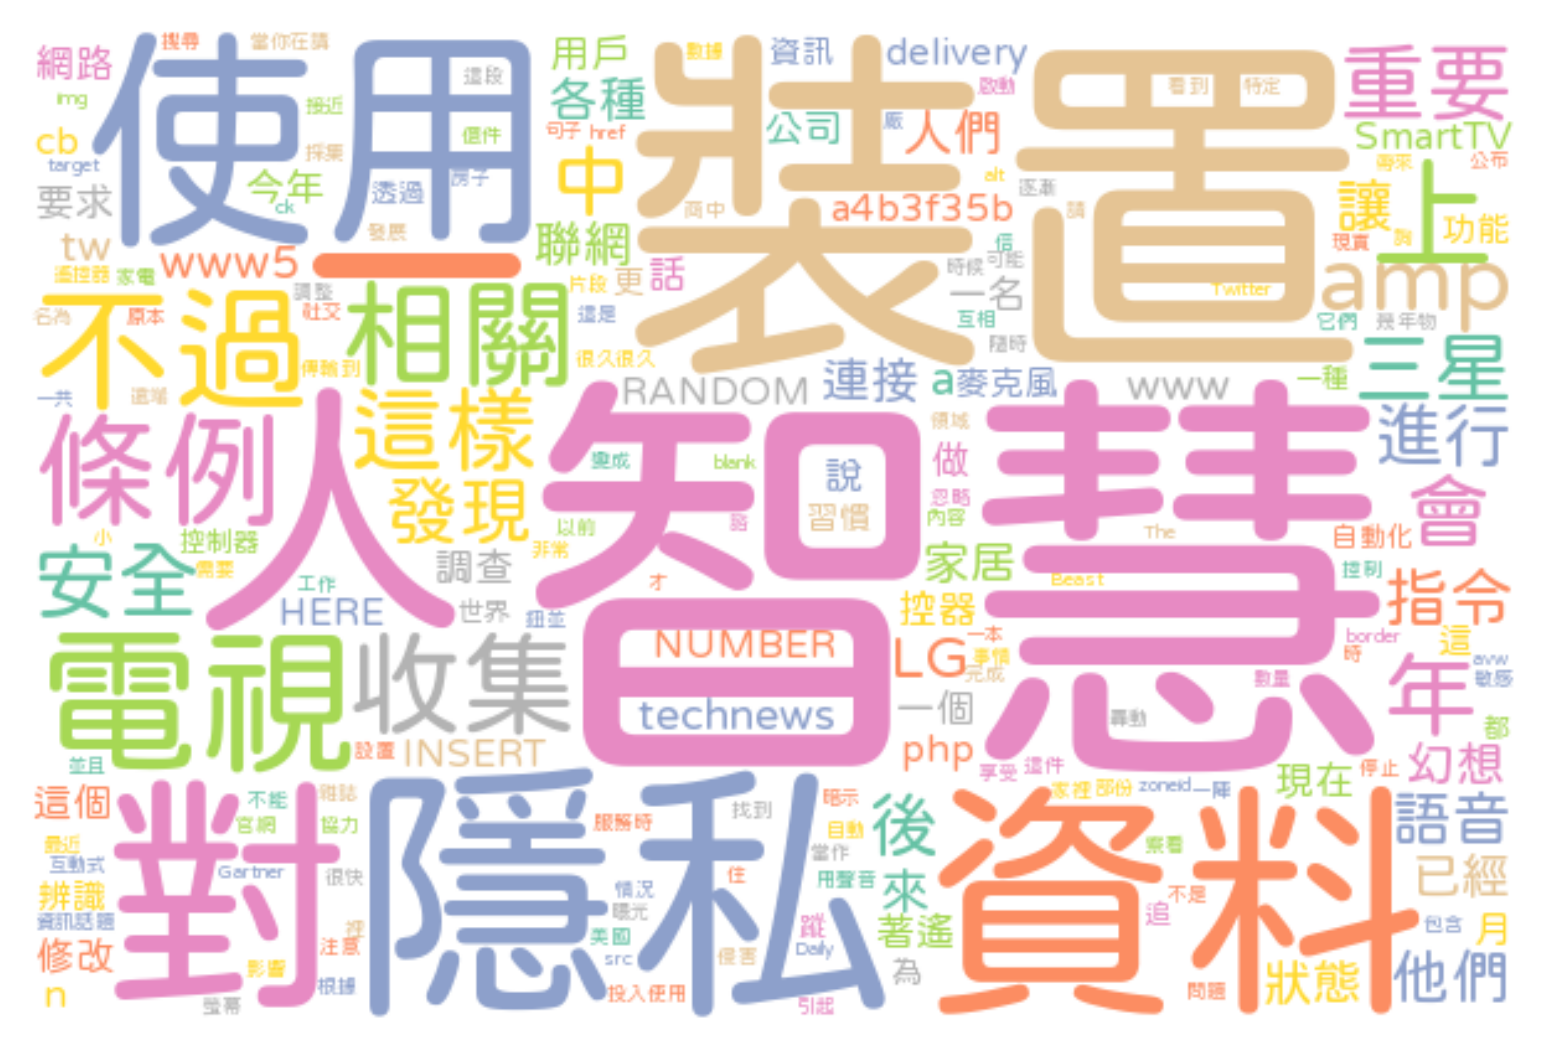 網路
搜尋
當你在請
使用
這段
img
接近
cb
target
採集
億件
要求
今年
ck
透過
房子
tw
發展
www5
一
遙控器
家電
調整
社交
名為
原本
不過
相關
傳輸到
一共
遠端
用戶
各種
句子
href
中
聯網
片段
更
話
這是
很久很久
數據
裝置
資訊
delivery
啟動
公司
廠
人們
商中
a4b3f35b
alt
逐漸
請
信
時候
可能
一名
互相
隨時
看到
特定
Twitter
重要
SmartTV
帶來
公布
讓
上
功能
現實
amp
它們
幾年物
三星
RANDOM
連接
a
麥克風
www
一種
條例
人
這樣
發現
小
控制器
需要
安全
工作
HERE
調查
世界
以前
非常
鈕並
智慧
變成
blank
說
習慣
才
領域
做
忽略
內容
家居
The
Beast
進行
會
自動化
控制
指令
border
這
時
avw
敏感
年
都
幻想
電視
收集
設置
INSERT
並且
NUMBER
technews
控器
LG
一本
事情
完成
一個
php
數量
享受
這件
停止
現在
家裡
部份
zoneid
一陣
語音
這個
對
不能
雜誌
官網
協力
最近
互動式
Gartner
很快
辨識
資訊話題
裡
修改
注意
影響
n
根據
螢幕
隱私
服務時
找到
暗示
自動
當作
情況
住
用聲音
曝光
美國
蹤
Daily
src
侵害
投入使用
引起
後
來
著遙
為
資料
察看
不是
追
問題
已經
包含
月
狀態
他們